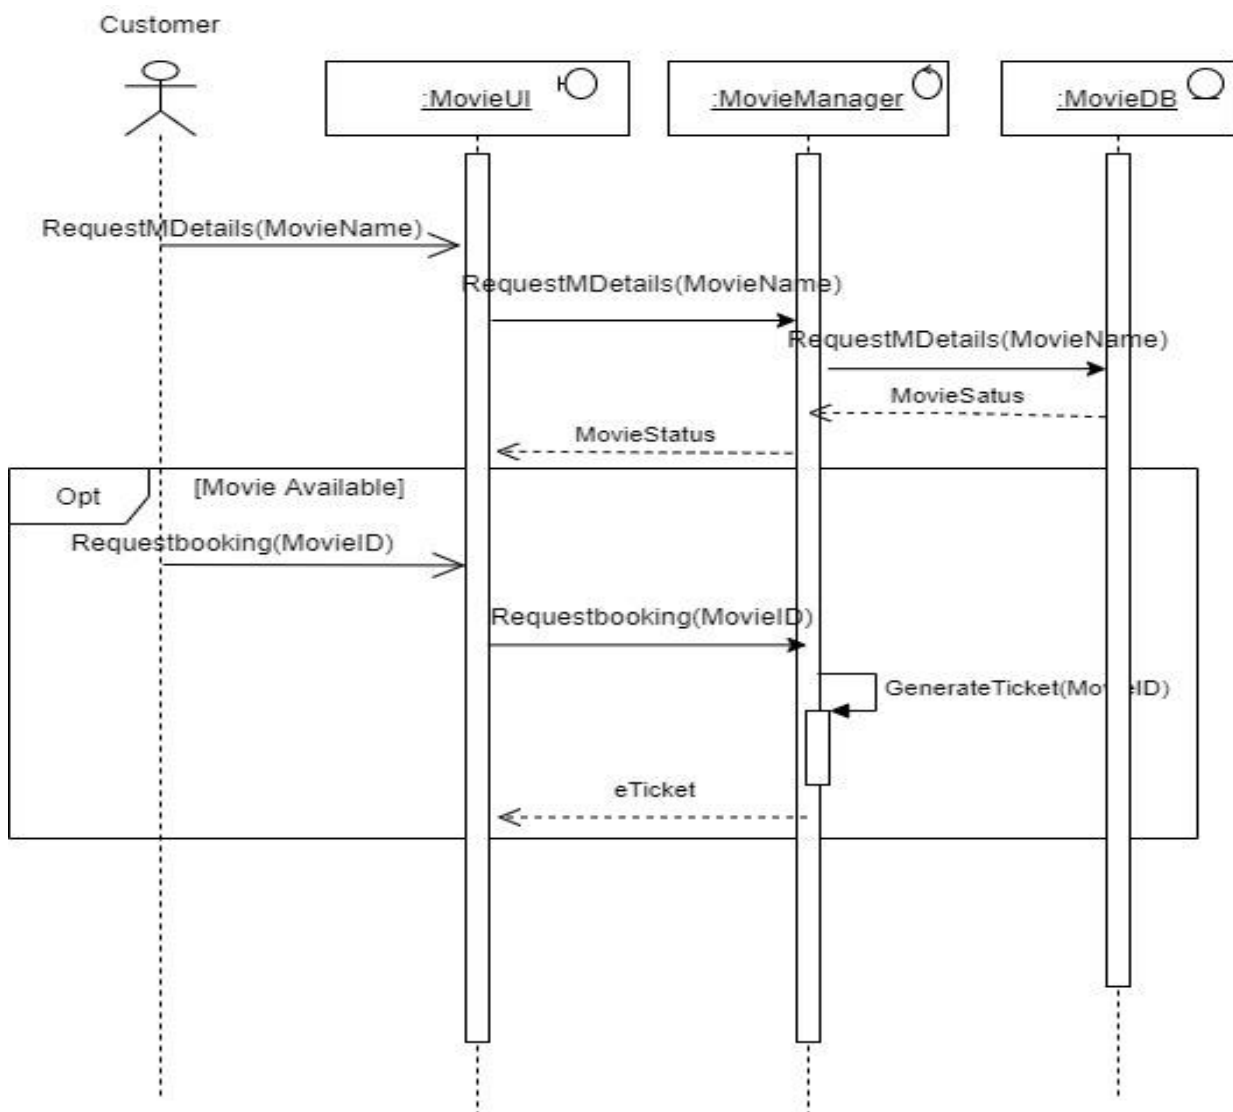 Customer
:MovieUI
:MovieManager
:MovieDB
RequestMDetails(MovieName)
RequestMDetails(MovieName)
RequestMDetails(MovieName)
MovieSatus
MovieStatus
Opt
[Movie Available]
Requestbooking(MovieID)
Requestbooking(MovieID)
GenerateTicket(MovieID)
eTicket